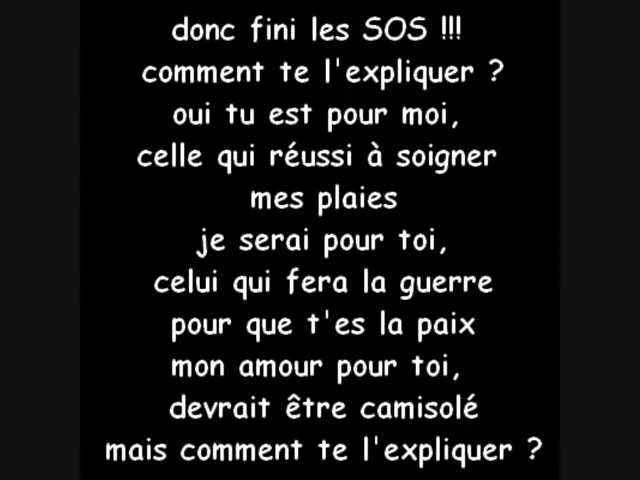 donc fini les SOS !!!
comment te l'expliquer ?
oui tu est pour moi,
celle qui réussi à soigner
mes plaies
je serai pour toi,
celui qui fera la guerre
pour que t'es la paix
mon amour pour toi,
devrait être camisolé
mais comment te l'expliquer ?